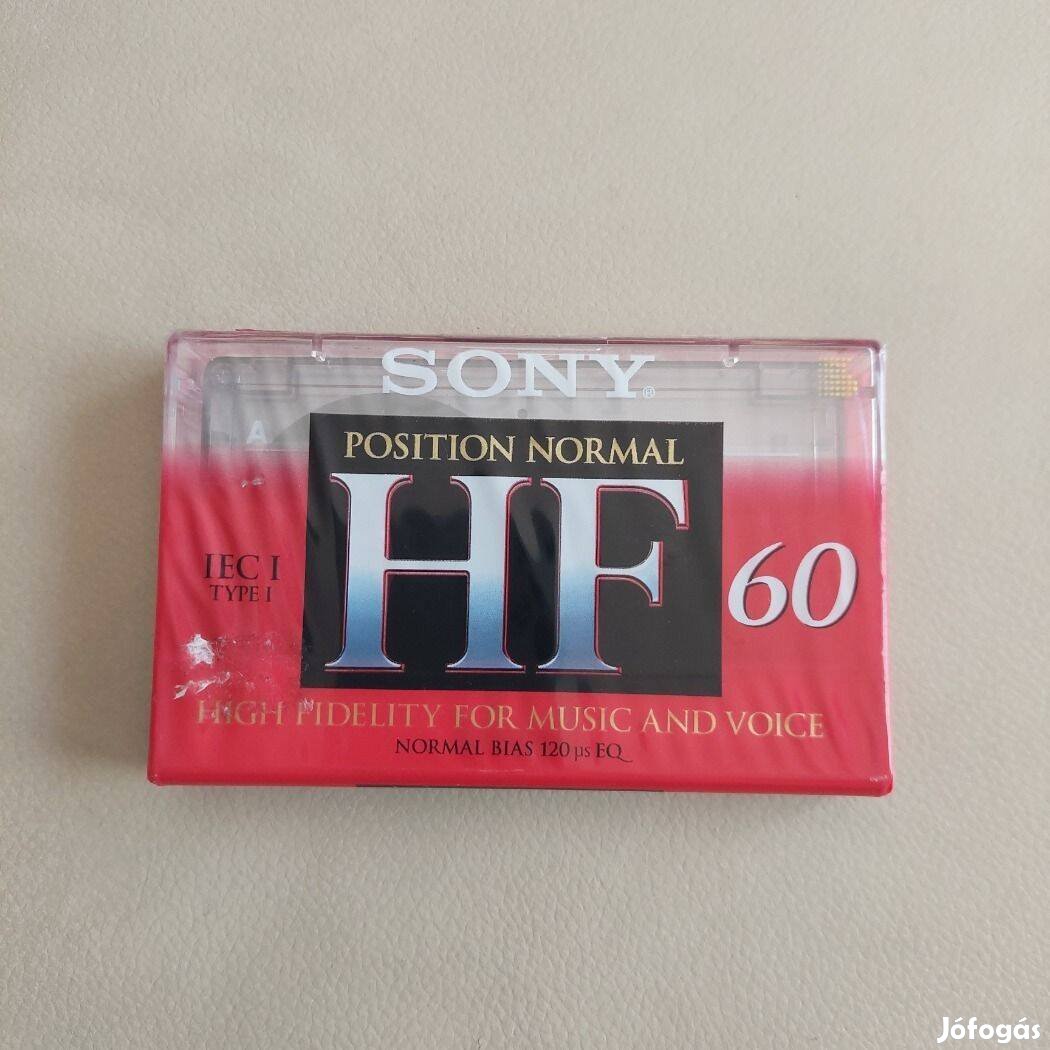 SONY®
A
POSITION NORMAL
HF
IEC I
TYPE I
60
HIGH FIDELITY FOR MUSIC AND VOICE
NORMAL BIAS 120 µs EQ
Jófogás